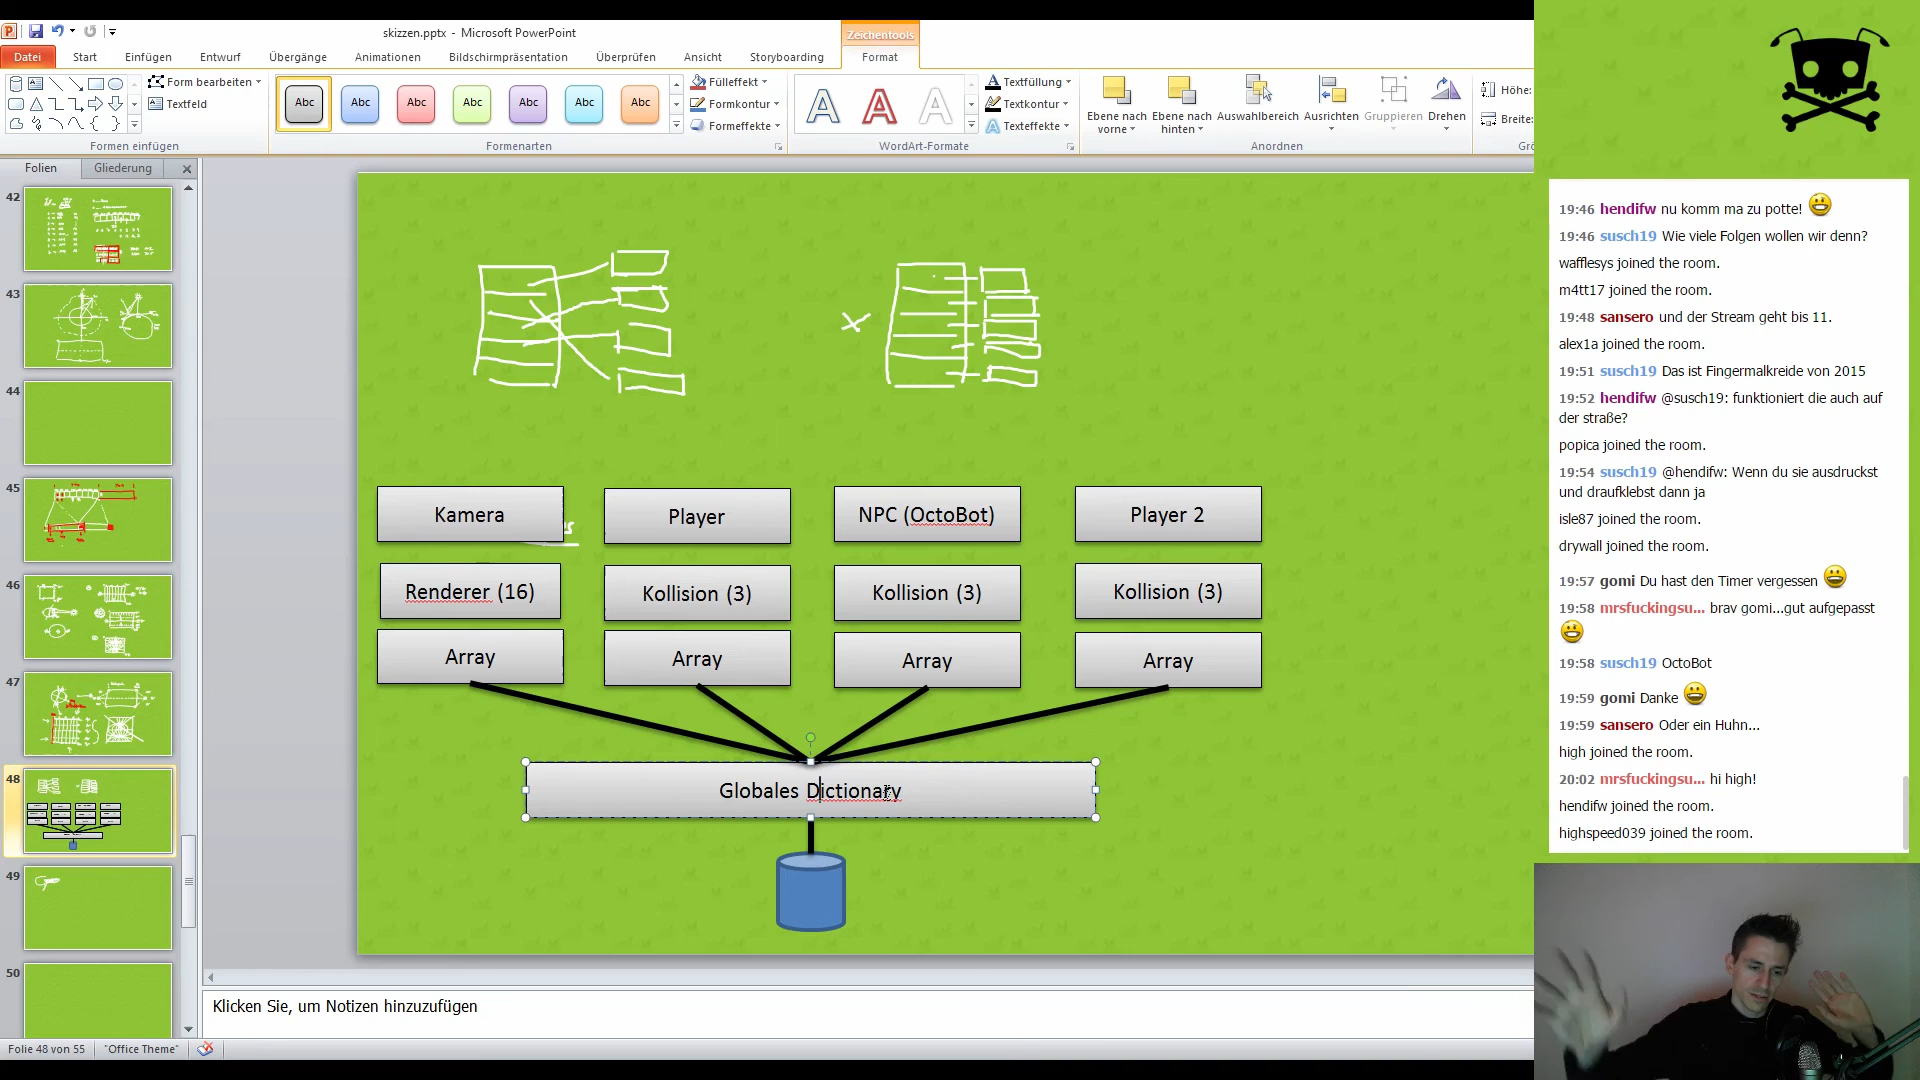 skizzen.pptx - Microsoft PowerPoint
Zeichentools
Datei Start Einfügen Entwurf Übergänge Animationen Bildschirmpräsentation Überprüfen Ansicht Storyboarding Format
Form bearbeiten
Textfeld
Formen einfügen
Abc Abc Abc Abc Abc Abc Abc
Fülleffekt
Formkontur
Formeffekte
Formenarten
A A A
Textfüllung
Textkontur
Texteffekte
WordArt-Formate
Ebene nach vorne
Ebene nach hinten
Auswahlbereich
Ausrichten
Gruppieren
Drehen
Anordnen
Höhe:
Breite:
Grö
Folien Gliederung
42
43
44
45
46
47
48
49
50
Kamera Player NPC (OctoBot) Player 2
Renderer (16) Kollision (3) Kollision (3) Kollision (3)
Array Array Array Array
Globales Dictionary
Klicken Sie, um Notizen hinzuzufügen
Folie 48 von 55 "Office Theme"
19:46 hendifw nu komm ma zu potte!
19:46 susch19 Wie viele Folgen wollen wir denn?
wafflesys joined the room.
m4tt17 joined the room.
19:48 sansero und der Stream geht bis 11.
alex1a joined the room.
19:51 susch19 Das ist Fingermalkreide von 2015
19:52 hendifw @susch19: funktioniert die auch auf
der straße?
popica joined the room.
19:54 susch19 @hendifw: Wenn du sie ausdruckst
und draufklebst dann ja
isle87 joined the room.
drywall joined the room.
19:57 gomi Du hast den Timer vergessen
19:58 mrsfuckingsu... brav gomi...gut aufgepasst
19:58 susch19 OctoBot
19:59 gomi Danke
19:59 sansero Oder ein Huhn...
high joined the room.
20:02 mrsfuckingsu... hi high!
hendifw joined the room.
highspeed039 joined the room.